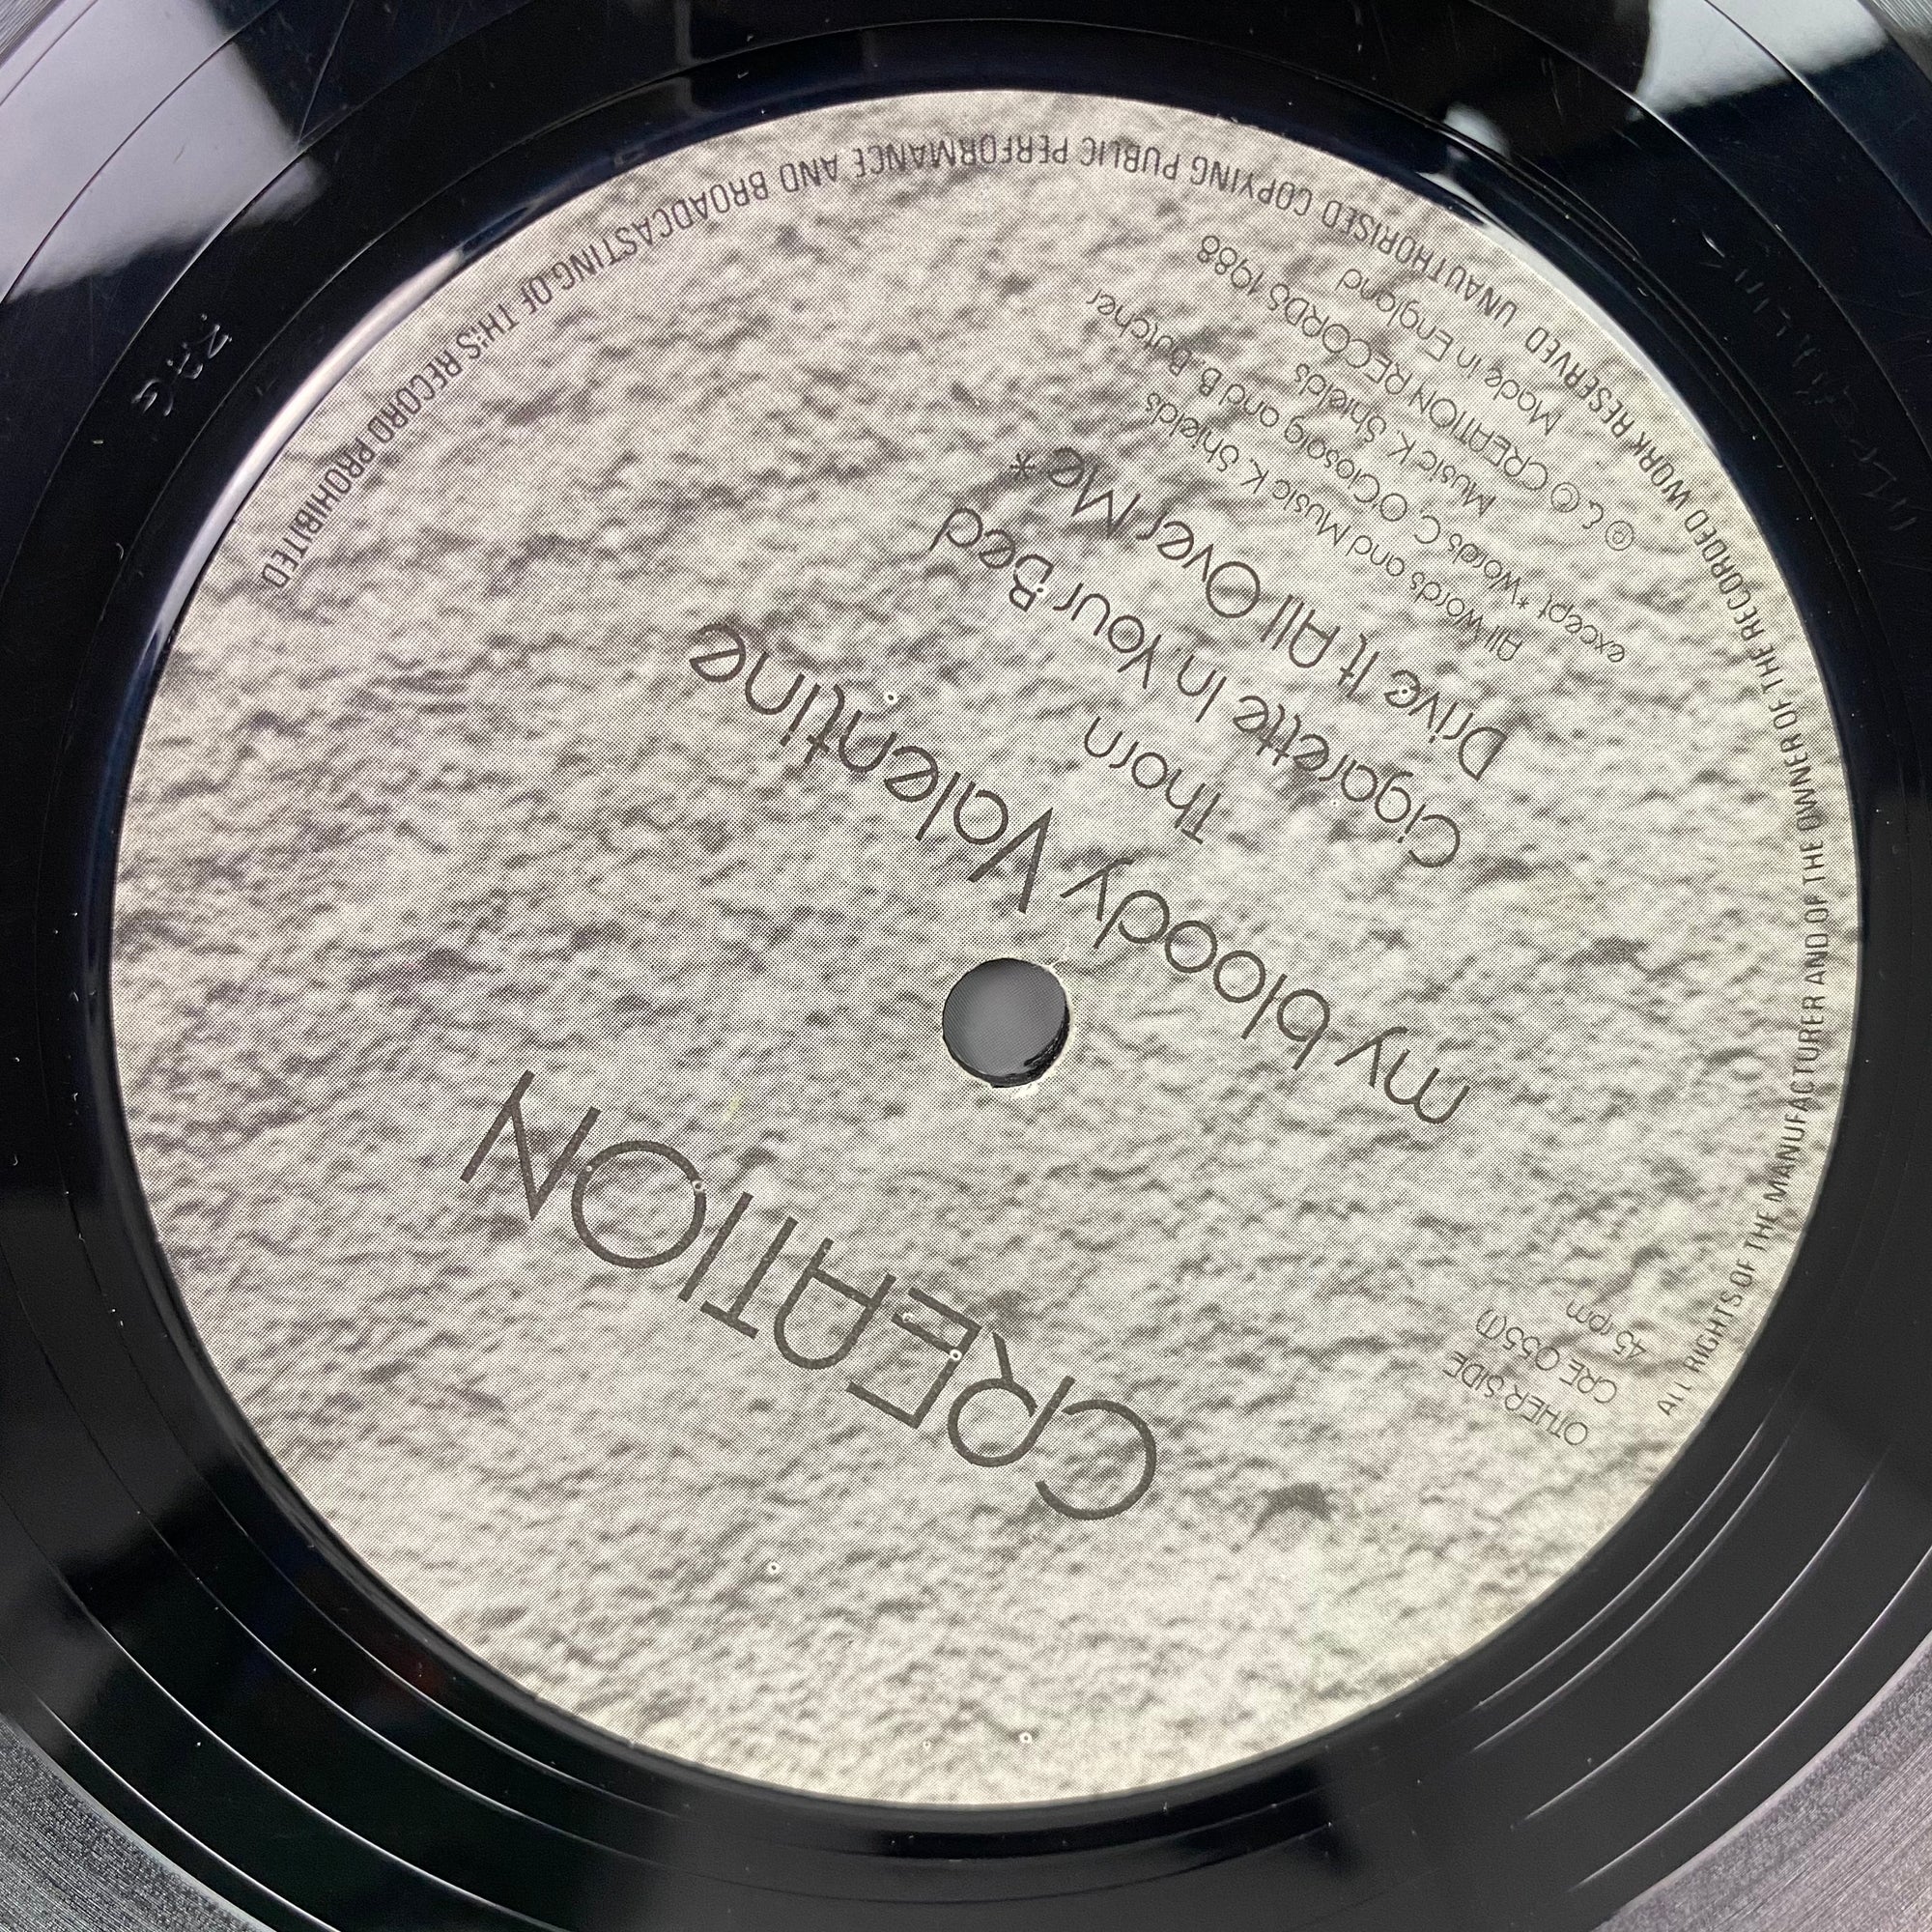 CREATION
OTHER SIDE
CRE 055(T)
45 rpm
my bloody valentine
Thorn
Cigarette In Your Bed
Drive It All Over Me *
All Words and Music K. Shields
except * Words C. OCiosoig and B. Butcher
Music K. Shields
℗ & © CREATION RECORDS 1988
Made in England
ALL RIGHTS OF THE MANUFACTURER AND OF THE OWNER OF THE RECORDED WORK RESERVED UNAUTHORISED COPYING PUBLIC PERFORMANCE AND BROADCASTING OF THIS RECORD PROHIBITED